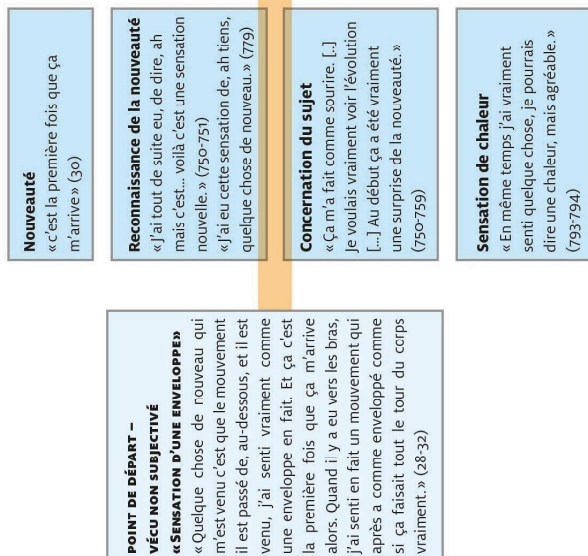 POINT DE DÉPART –
VÉCU NON SUBJECTIVÉ
«SENSATION D'UNE ENVELOPPE»
«Quelque chose de nouveau qui
m'est venu c'est que le mouvement
il est passé de, au-dessous, et il est
venu, j'ai senti vraiment comme
une enveloppe en fait. Et ça c'est
la première fois que ça m'arrive
alors. Quand il y a eu vers les bras,
j'ai senti en fait un mouvement qui
après a comme enveloppé comme
si ça faisait tout le tour du corps
vraiment.» (28-32)
Nouveauté
«c'est la première fois que ça
m'arrive» (30)
Reconnaissance de la nouveauté
«J'ai tout de suite eu, de dire, ah
mais c'est... voilà c'est une sensation
nouvelle.» (750-751)
«J'ai eu cette sensation de, ah tiens,
quelque chose de nouveau.» (779)
Concernation du sujet
«Ça m'a fait comme sourire. [..]
Je voulais vraiment voir l'évolution
[...] Au début ça a été vraiment
une surprise de la nouveauté.»
(750-759)
Sensation de chaleur
«En même temps j'ai vraiment
senti quelque chose, je pourrais
dire une chaleur, mais agréable.»
(793-794)